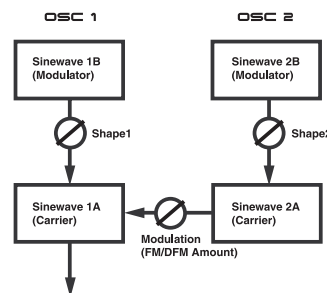 OSC 1
OSC 2
Sinewave 1B
(Modulator)
Sinewave 2B
(Modulator)
Shape1
Shape2
Sinewave 1A
(Carrier)
Sinewave 2A
(Carrier)
Modulation
(FM/DFM Amount)